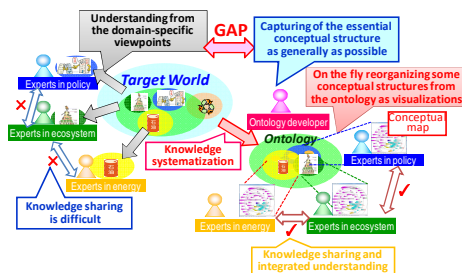 Understanding from
the domain-specific
viewpoints
GAP
Capturing of the essential
conceptual structure
as generally as possible
Experts in policy
Target World
On the fly reorganizing some
conceptual structures from
the ontology as visualizations
Conceptual
map
Experts in ecosystem
Ontology developer
Knowledge
systematization
Ontology
Experts in policy
Experts in energy
Knowledge sharing
is difficult
Experts in energy
Experts in ecosystem
Knowledge sharing and
integrated understanding